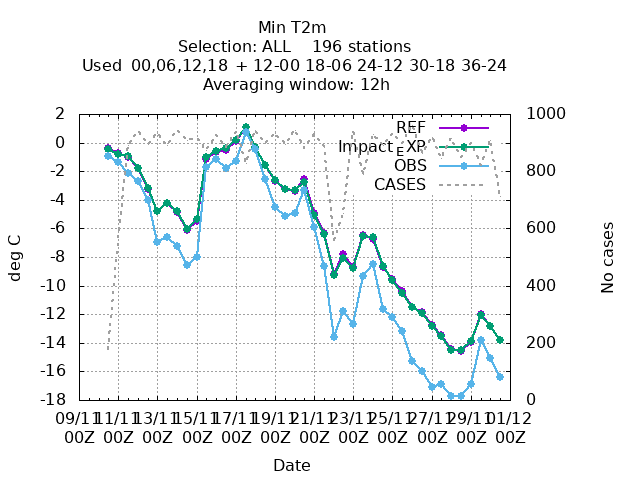 Min T2m
Selection: ALL    196 stations
Used  00,06,12,18 + 12-00 18-06 24-12 30-18 36-24
Averaging window: 12h
2
0
-2
-4
-6
-8
-10
-12
-14
-16
-18
1000
800
600
400
200
0
deg C
No cases
REF
Impact_EXP
OBS
CASES
09/11 11/11 13/11 15/11 17/11 19/11 21/11 23/11 25/11 27/11 29/11 01/12
00Z 00Z 00Z 00Z 00Z 00Z 00Z 00Z 00Z 00Z 00Z 00Z
Date